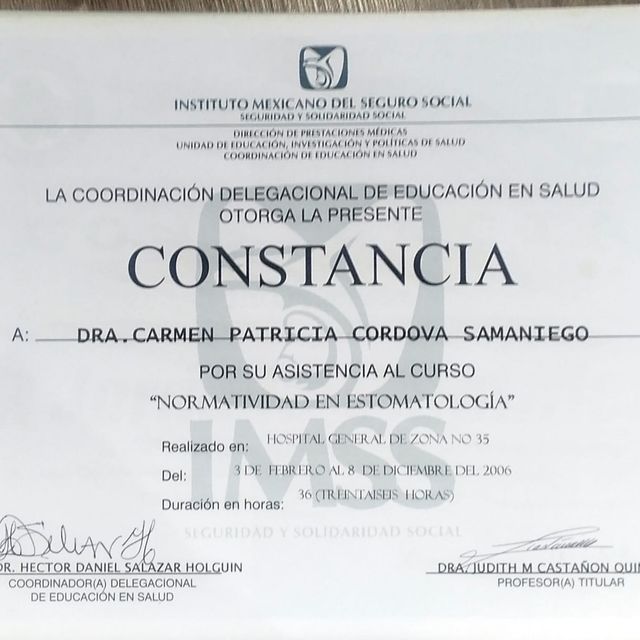 INSTITUTO MEXICANO DEL SEGURO SOCIAL
SEGURIDAD Y SOLIDARIDAD SOCIAL
DIRECCIÓN DE PRESTACIONES MÉDICAS
UNIDAD DE EDUCACIÓN, INVESTIGACIÓN Y POLÍTICAS DE SALUD
COORDINACIÓN DE EDUCACIÓN EN SALUD
LA COORDINACIÓN DELEGACIONAL DE EDUCACIÓN EN SALUD
OTORGA LA PRESENTE
CONSTANCIA
A: DRA.CARMEN PATRICIA CORDOVA SAMANIEGO
POR SU ASISTENCIA AL CURSO
"NORMATIVIDAD EN ESTOMATOLOGÍA"
Realizado en: HOSPITAL GENERAL DE ZONA NO 35
Del: 3 DE FEBRERO AL 8 DE DICIEMBRE DEL 2006
IMSS
Duración en horas: 36 (TREINTAISEIS HORAS)
SEGURIDAD Y SOLIDARIDAD SOCIAL
DR. HECTOR DANIEL SALAZAR HOLGUIN
COORDINADOR(A) DELEGACIONAL
DE EDUCACIÓN EN SALUD
DRA. JUDITH M CASTAÑON
PROFESOR(A) TITULAR